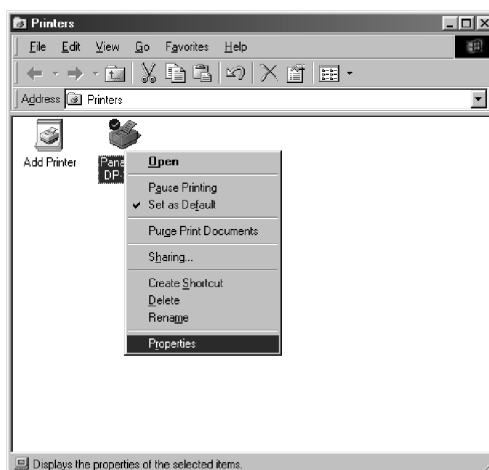 Printers
File Edit View Go Favorites Help
Address Printers
Add Printer
Pana
DP-
Open
Pause Printing
Set as Default
Purge Print Documents
Sharing...
Create Shortcut
Delete
Rename
Properties
Displays the properties of the selected items.